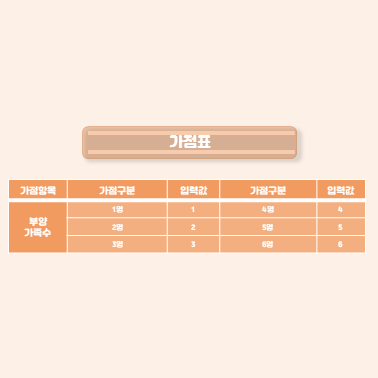 가점표
가점항목 가점구분 입력값 가점구분 입력값
부양 가족수 1명 1 4명 4
2명 2 5명 5
3명 3 6명 6